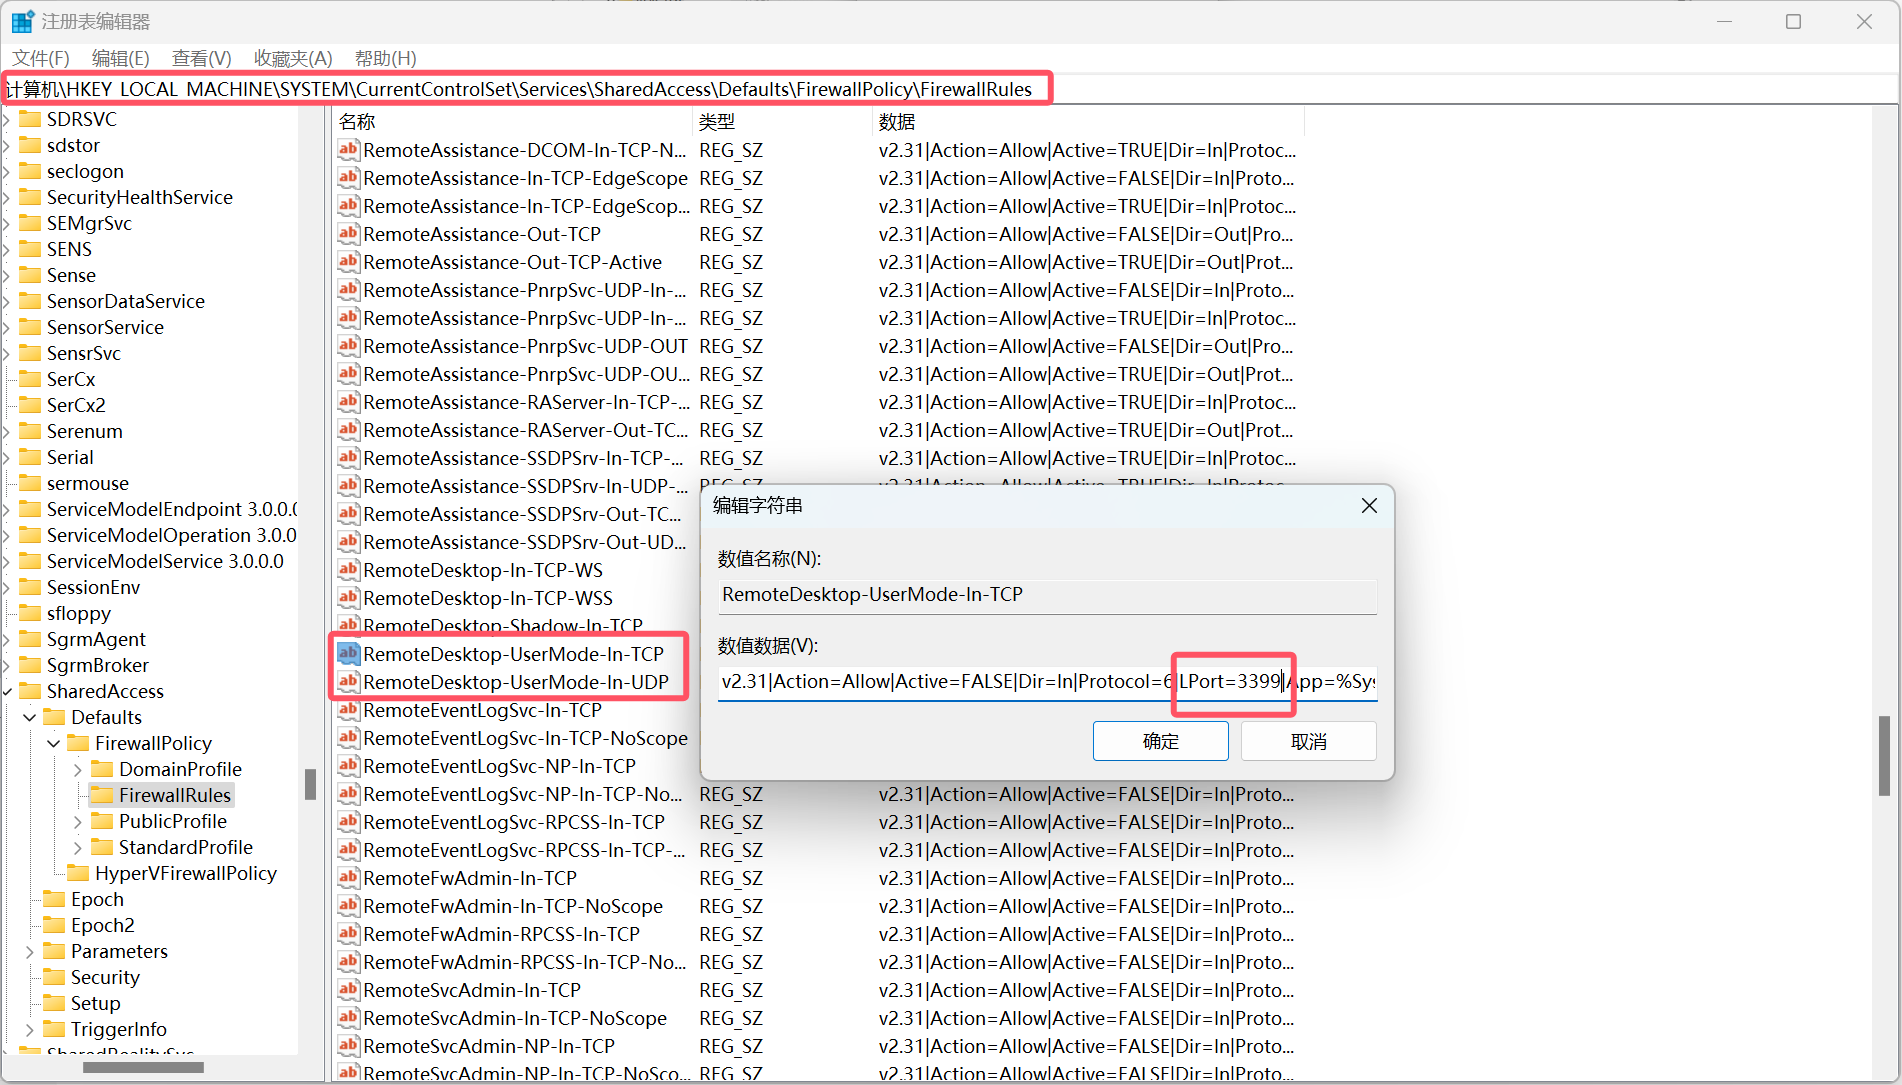 注册表编辑器
文件(F) 编辑(E) 查看(V) 收藏夹(A) 帮助(H)
计算机\HKEY_LOCAL_MACHINE\SYSTEM\CurrentControlSet\Services\SharedAccess\Defaults\FirewallPolicy\FirewallRules
SDRSVC
sdstor
seclogon
SecurityHealthService
SEMgrSvc
SENS
Sense
SensorDataService
SensorService
SensrSvc
SerCx
SerCx2
Serenum
Serial
sermouse
ServiceModelEndpoint 3.0.0.0
ServiceModelOperation 3.0.0
ServiceModelService 3.0.0.0
SessionEnv
sfloppy
SgrmAgent
SgrmBroker
SharedAccess
Defaults
FirewallPolicy
DomainProfile
FirewallRules
PublicProfile
StandardProfile
HyperVFirewallPolicy
Epoch
Epoch2
Parameters
Security
Setup
TriggerInfo
SharedRealitySvc
名称 类型 数据
RemoteAssistance-DCOM-In-TCP-N... REG_SZ v2.31|Action=Allow|Active=TRUE|Dir=In|Protoc...
RemoteAssistance-In-TCP-EdgeScope REG_SZ v2.31|Action=Allow|Active=FALSE|Dir=In|Proto...
RemoteAssistance-In-TCP-EdgeScop... REG_SZ v2.31|Action=Allow|Active=TRUE|Dir=In|Protoc...
RemoteAssistance-Out-TCP REG_SZ v2.31|Action=Allow|Active=FALSE|Dir=Out|Pro...
RemoteAssistance-Out-TCP-Active REG_SZ v2.31|Action=Allow|Active=TRUE|Dir=Out|Prot...
RemoteAssistance-PnrpSvc-UDP-In-... REG_SZ v2.31|Action=Allow|Active=FALSE|Dir=In|Proto...
RemoteAssistance-PnrpSvc-UDP-In-... REG_SZ v2.31|Action=Allow|Active=TRUE|Dir=In|Protoc...
RemoteAssistance-PnrpSvc-UDP-OUT REG_SZ v2.31|Action=Allow|Active=FALSE|Dir=Out|Pro...
RemoteAssistance-PnrpSvc-UDP-OU... REG_SZ v2.31|Action=Allow|Active=TRUE|Dir=Out|Prot...
RemoteAssistance-RAServer-In-TCP-... REG_SZ v2.31|Action=Allow|Active=TRUE|Dir=In|Protoc...
RemoteAssistance-RAServer-Out-TC... REG_SZ v2.31|Action=Allow|Active=TRUE|Dir=Out|Prot...
RemoteAssistance-SSDPSrv-In-TCP-... REG_SZ v2.31|Action=Allow|Active=TRUE|Dir=In|Protoc...
RemoteAssistance-SSDPSrv-In-UDP-... REG_SZ v2.31|Action=Allow|Active=TRUE|Dir=In|Protoc...
RemoteAssistance-SSDPSrv-Out-TC...
RemoteAssistance-SSDPSrv-Out-UD...
RemoteDesktop-In-TCP-WS
RemoteDesktop-In-TCP-WSS
RemoteDesktop-Shadow-In-TCP
RemoteDesktop-UserMode-In-TCP
RemoteDesktop-UserMode-In-UDP
RemoteEventLogSvc-In-TCP
RemoteEventLogSvc-In-TCP-NoScope
RemoteEventLogSvc-NP-In-TCP
RemoteEventLogSvc-NP-In-TCP-No... REG_SZ v2.31|Action=Allow|Active=FALSE|Dir=In|Proto...
RemoteEventLogSvc-RPCSS-In-TCP REG_SZ v2.31|Action=Allow|Active=FALSE|Dir=In|Proto...
RemoteEventLogSvc-RPCSS-In-TCP-... REG_SZ v2.31|Action=Allow|Active=FALSE|Dir=In|Proto...
RemoteFwAdmin-In-TCP REG_SZ v2.31|Action=Allow|Active=FALSE|Dir=In|Proto...
RemoteFwAdmin-In-TCP-NoScope REG_SZ v2.31|Action=Allow|Active=FALSE|Dir=In|Proto...
RemoteFwAdmin-RPCSS-In-TCP REG_SZ v2.31|Action=Allow|Active=FALSE|Dir=In|Proto...
RemoteFwAdmin-RPCSS-In-TCP-No... REG_SZ v2.31|Action=Allow|Active=FALSE|Dir=In|Proto...
RemoteSvcAdmin-In-TCP REG_SZ v2.31|Action=Allow|Active=FALSE|Dir=In|Proto...
RemoteSvcAdmin-In-TCP-NoScope REG_SZ v2.31|Action=Allow|Active=FALSE|Dir=In|Proto...
RemoteSvcAdmin-NP-In-TCP REG_SZ v2.31|Action=Allow|Active=FALSE|Dir=In|Proto...
RemoteSvcAdmin-NP-In-TCP-NoSco... REG_SZ v2.31|Action=Allow|Active=FALSE|Dir=In|Proto...
编辑字符串
数值名称(N):
RemoteDesktop-UserMode-In-TCP
数值数据(V):
v2.31|Action=Allow|Active=FALSE|Dir=In|Protocol=6|LPort=3399|App=%Sys
确定 取消